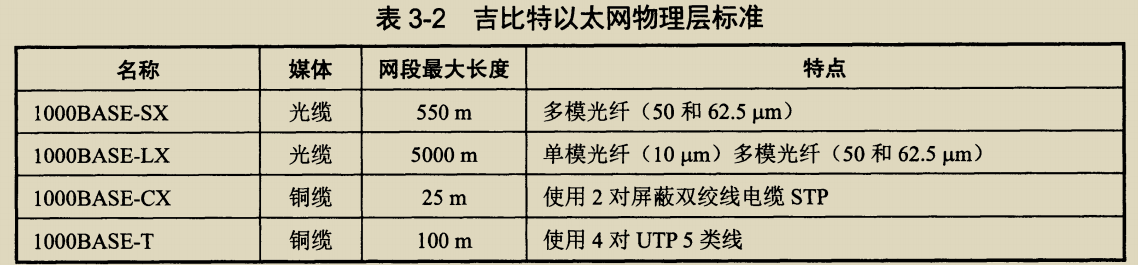 表 3-2 吉比特以太网物理层标准
名称 媒体 网段最大长度 特点
1000BASE-SX 光缆 550 m 多模光纤（50 和 62.5 μm）
1000BASE-LX 光缆 5000 m 单模光纤（10 μm）多模光纤（50 和 62.5 μm）
1000BASE-CX 铜缆 25 m 使用 2 对屏蔽双绞线电缆 STP
1000BASE-T 铜缆 100 m 使用 4 对 UTP 5 类线